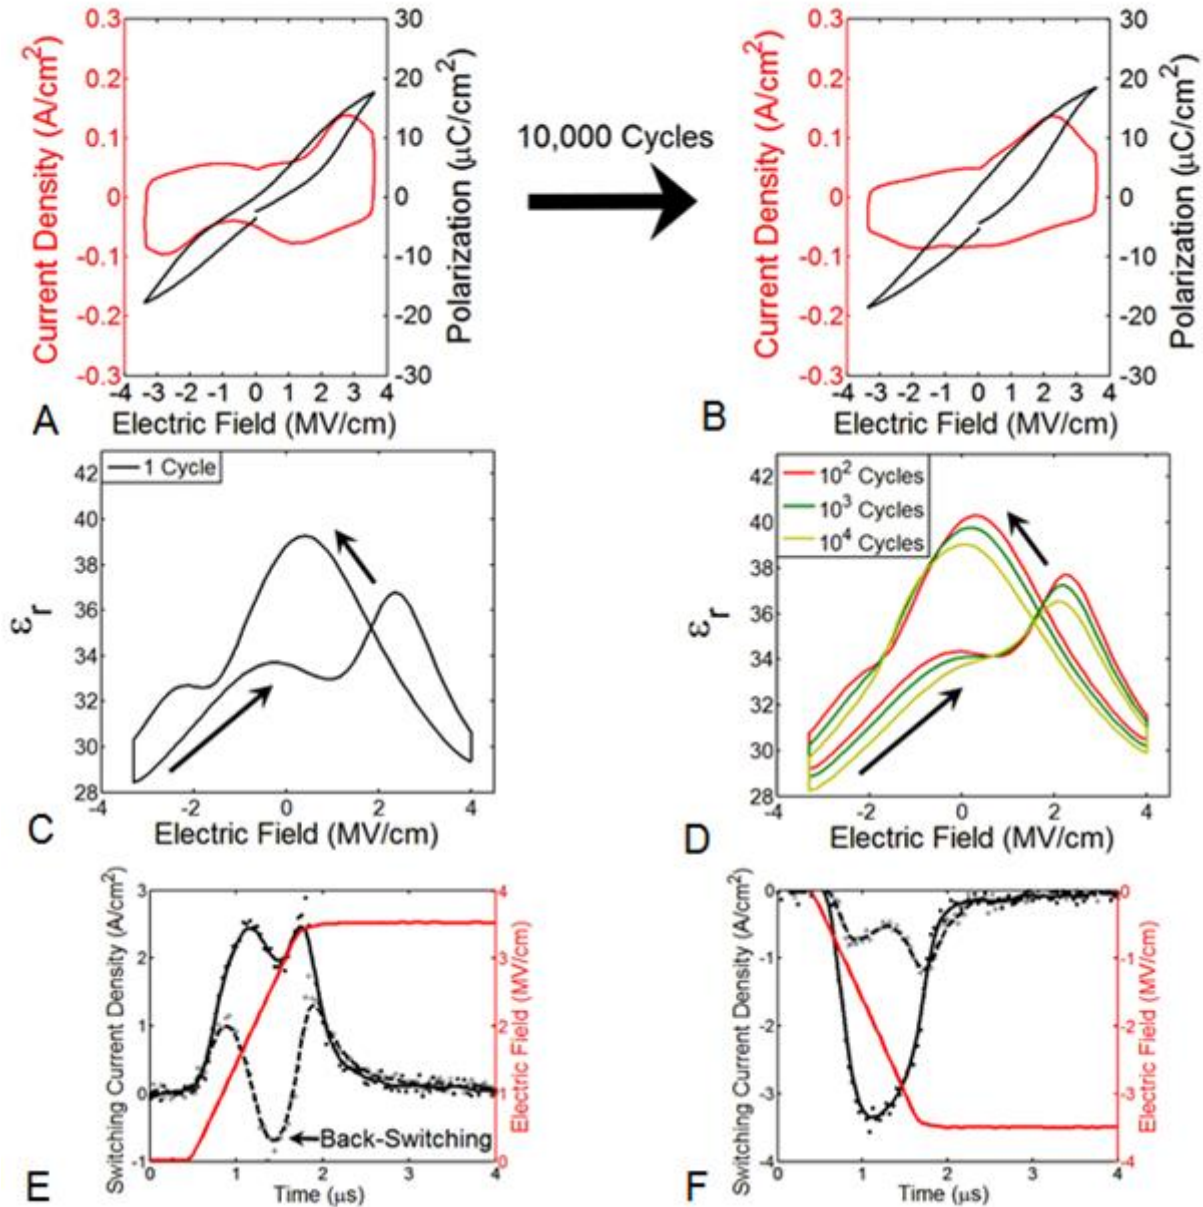 0.3
0.2
0.1
0
-0.1
-0.2
-0.3
Current Density (A/cm²)
30
20
10
0
-10
-20
-30
Polarization (μC/cm²)
-4 -3 -2 -1 0 1 2 3 4
Electric Field (MV/cm)
A
10,000 Cycles
0.3
0.2
0.1
0
-0.1
-0.2
-0.3
Current Density (A/cm²)
30
20
10
0
-10
-20
-30
Polarization (μC/cm²)
-4 -3 -2 -1 0 1 2 3 4
Electric Field (MV/cm)
B
1 Cycle
42
40
38
36
34
32
30
28
εr
-4 -2 0 2 4
Electric Field (MV/cm)
C
10² Cycles
10³ Cycles
10⁴ Cycles
42
40
38
36
34
32
30
28
-4 -2 0 2 4
Electric Field (MV/cm)
D
3
2
1
0
-1
Switching Current Density (A/cm²)
4
3
2
1
0
Electric Field (MV/cm)
Back-Switching
0 1 2 3 4
Time (μs)
E
0
-1
-2
-3
-4
Switching Current Density (A/cm²)
0
-1
-2
-3
-4
Electric Field (MV/cm)
0 1 2 3 4
Time (μs)
F